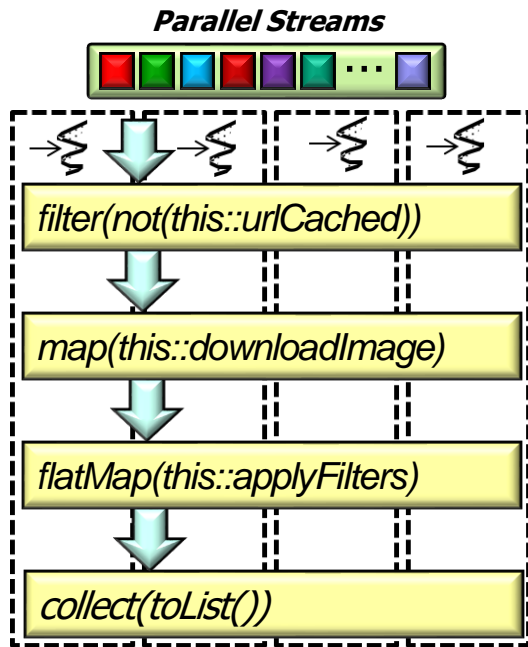 Parallel Streams
...
filter(not(this::urlCached))
map(this::downloadImage)
flatMap(this::applyFilters)
collect(toList())